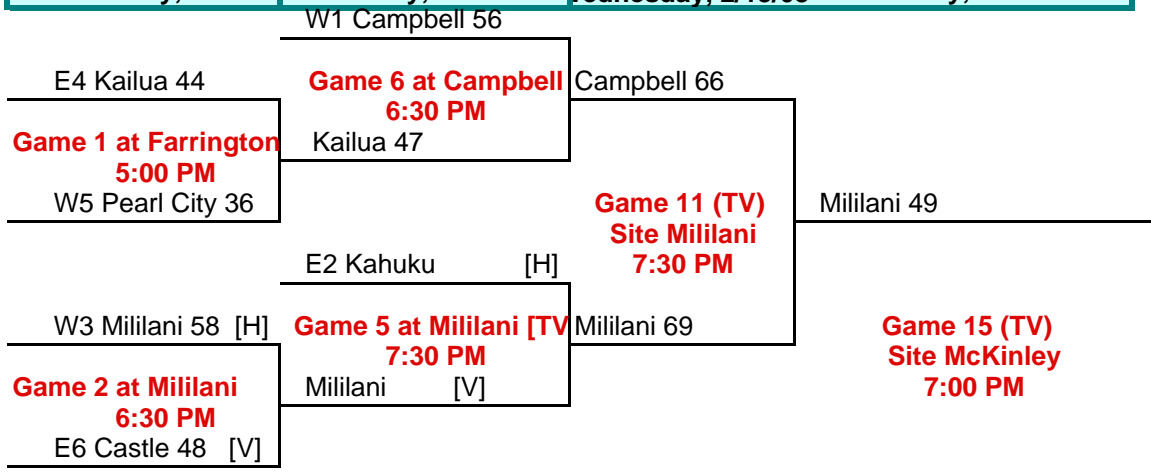 W1 Campbell 56
E4 Kailua 44
Game 6 at Campbell
6:30 PM
Campbell 66
Game 1 at Farrington
5:00 PM
Kailua 47
W5 Pearl City 36
Game 11 (TV)
Site Mililani
7:30 PM
Mililani 49
E2 Kahuku [H]
W3 Mililani 58 [H]
Game 5 at Mililani [TV
7:30 PM
Mililani 69
Game 15 (TV)
Site McKinley
7:00 PM
Game 2 at Mililani
6:30 PM
Mililani [V]
E6 Castle 48 [V]